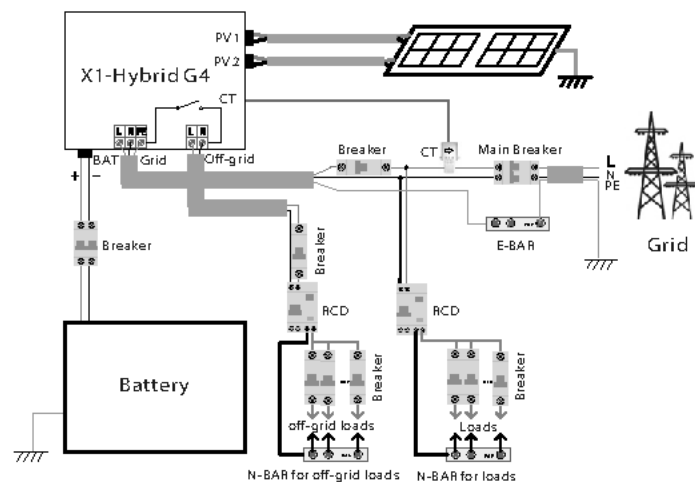 PV1
PV2
X1-Hybrid G4
CT
L N PE
L N
BAT
Grid
Off-grid
+ −
Breaker
CT
Main Breaker
L
N
PE
Grid
E-BAR
Breaker
Breaker
RCD
RCD
Battery
Breaker
Breaker
off-grid loads
Loads
N-BAR for off-grid loads
N-BAR for loads